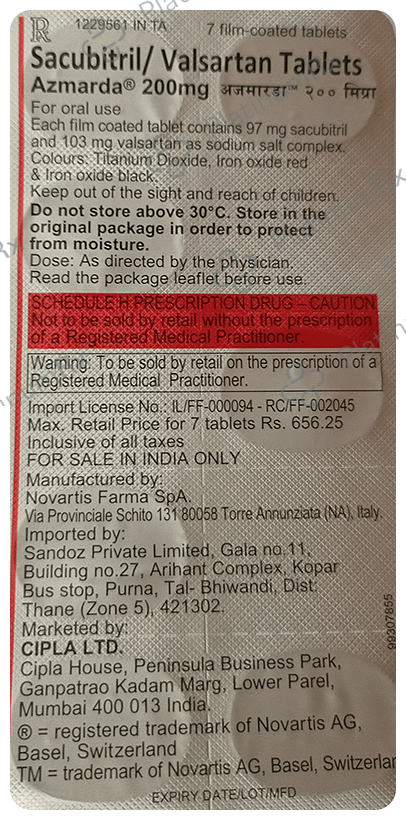 ℞
1229561 IN TA
7 film-coated tablets
Sacubitril/ Valsartan Tablets
Azmarda® 200mg अजमारडा™ २०० मिग्रा
For oral use
Each film coated tablet contains 97 mg sacubitril
and 103 mg valsartan as sodium salt complex.
Colours: Titanium Dioxide, Iron oxide red
& Iron oxide black.
Keep out of the sight and reach of children.
Do not store above 30°C. Store in the
original package in order to protect
from moisture.
Dose: As directed by the physician.
Read the package leaflet before use.
SCHEDULE H PRESCRIPTION DRUG – CAUTION
Not to be sold by retail without the prescription
of a Registered Medical Practitioner.
Warning: To be sold by retail on the prescription of a
Registered Medical Practitioner.
Import License No.: IL/FF-000094 - RC/FF-002045
Max. Retail Price for 7 tablets Rs. 656.25
Inclusive of all taxes
FOR SALE IN INDIA ONLY
Manufactured by:
Novartis Farma SpA.
Via Provinciale Schito 131 80058 Torre Annunziata (NA), Italy.
Imported by:
Sandoz Private Limited, Gala no.11,
Building no.27, Arihant Complex, Kopar
Bus stop, Purna, Tal- Bhiwandi, Dist:
Thane (Zone 5), 421302.
Marketed by:
CIPLA LTD.
Cipla House, Peninsula Business Park,
Ganpatrao Kadam Marg, Lower Parel,
Mumbai 400 013 India.
® = registered trademark of Novartis AG,
Basel, Switzerland
TM = trademark of Novartis AG, Basel, Switzerlar
EXPIRY DATE/LOT/MFD
99307855